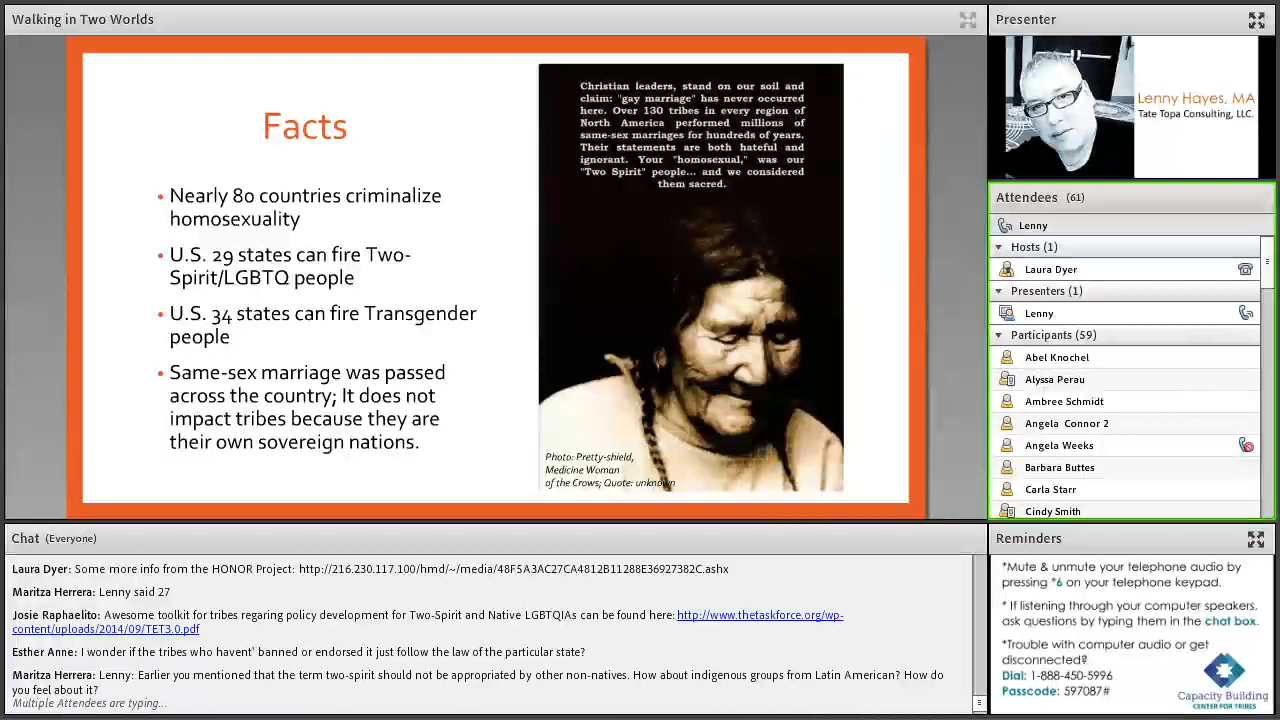 Walking in Two Worlds
Facts
• Nearly 80 countries criminalize
homosexuality
• U.S. 29 states can fire Two-
Spirit/LGBTQ people
• U.S. 34 states can fire Transgender
people
• Same-sex marriage was passed
across the country; It does not
impact tribes because they are
their own sovereign nations.
Christian leaders, stand on our soil and
claim: "gay marriage" has never occurred
here. Over 130 tribes in every region of
North America performed millions of
same-sex marriages for hundreds of years.
Their statements are both hateful and
ignorant. Your "homosexual," was our
"Two Spirit" people... and we considered
them sacred.
Photo: Pretty-shield,
Medicine Woman
of the Crows; Quote: unknown
Presenter
Lenny Hayes, MA
Tate Topa Consulting, LLC.
Attendees (61)
Lenny
Hosts (1)
Laura Dyer
Presenters (1)
Lenny
Participants (59)
Abel Knochel
Alyssa Perau
Ambree Schmidt
Angela Connor 2
Angela Weeks
Barbara Buttes
Carla Starr
Cindy Smith
Chat (Everyone)
Laura Dyer: Some more info from the HONOR Project: http://216.230.117.100/hmd/~/media/48F5A3AC27CA4812B11288E36927382C.ashx
Maritza Herrera: Lenny said 27
Josie Raphaelito: Awesome toolkit for tribes regaring policy development for Two-Spirit and Native LGBTQIAs can be found here: http://www.thetaskforce.org/wp-
content/uploads/2014/09/TET3.0.pdf
Esther Anne: I wonder if the tribes who havent' banned or endorsed it just follow the law of the particular state?
Maritza Herrera: Lenny: Earlier you mentioned that the term two-spirit should not be appropriated by other non-natives. How about indigenous groups from Latin American? How do
you feel about it?
Multiple Attendees are typing...
Reminders
*Mute & unmute your telephone audio by
pressing *6 on your telephone keypad.
* If listening through your computer speakers,
ask questions by typing them in the chat box.
*Trouble with computer audio or get
disconnected?
Dial: 1-888-450-5996
Passcode: 597087#
Capacity Building
CENTER FOR TRIBES